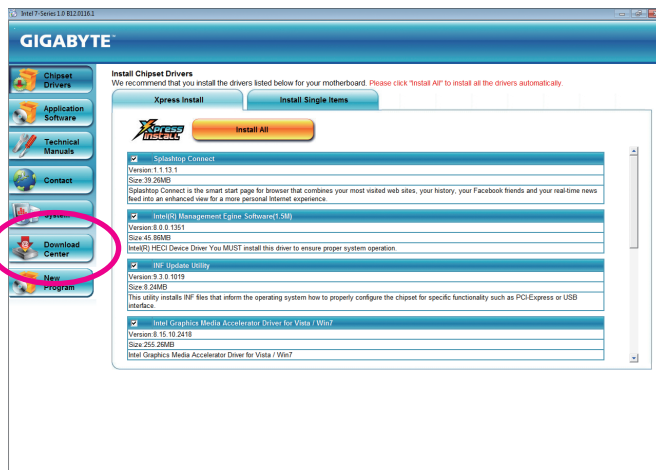 Intel 7-Series 1.0 B12.0116.1
GIGABYTE™
Chipset
Drivers
Application
Software
Technical
Manuals
Contact
System
Download
Center
New
Program
Install Chipset Drivers
We recommend that you install the drivers listed below for your motherboard. Please click "Install All" to install all the drivers automatically.
Xpress Install
Install Single Items
Xpress
Install
Install All
Splashtop Connect
Version:1.1.13.1
Size:39.26MB
Splashtop Connect is the smart start page for browser that combines your most visited web sites, your history, your Facebook friends and your real-time news
feed into an enhanced view for a more personal Internet experience.
Intel(R) Management Egine Software(1.5M)
Version:8.0.0.1351
Size:45.86MB
Intel(R) HECI Device Driver You MUST install this driver to ensure proper system operation.
INF Update Utility
Version:9.3.0.1019
Size:8.24MB
This utility installs INF files that inform the operating system how to properly configure the chipset for specific functionality such as PCI-Express or USB
interface.
Intel Graphics Media Accelerator Driver for Vista / Win7
Version:8.15.10.2418
Size:255.26MB
Intel Graphics Media Accelerator Driver for Vista / Win7